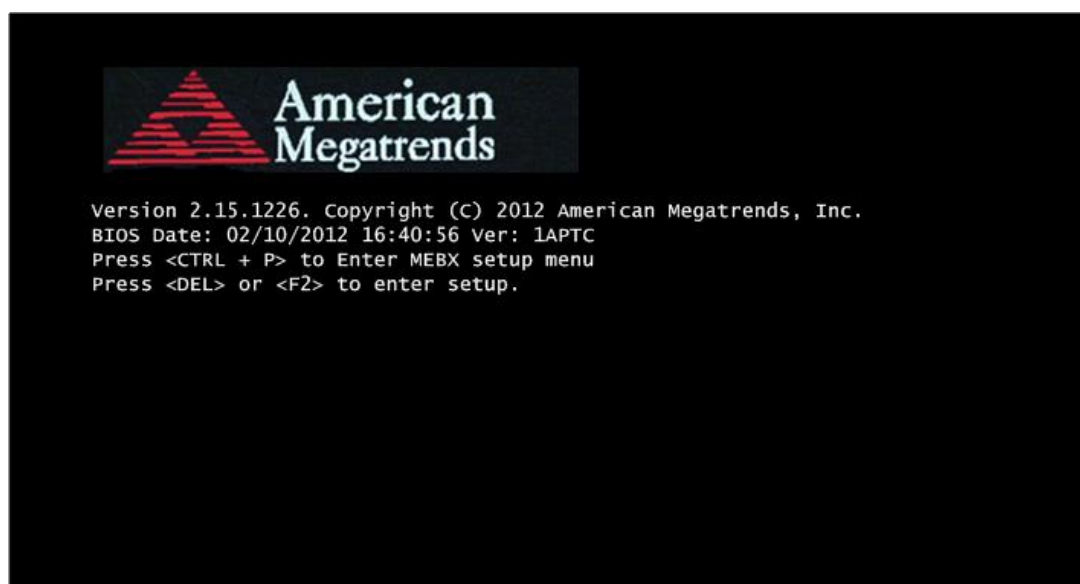 American
Megatrends
Version 2.15.1226. Copyright (C) 2012 American Megatrends, Inc.
BIOS Date: 02/10/2012 16:40:56 Ver: 1APTC
Press <CTRL + P> to Enter MEBX setup menu
Press <DEL> or <F2> to enter setup.